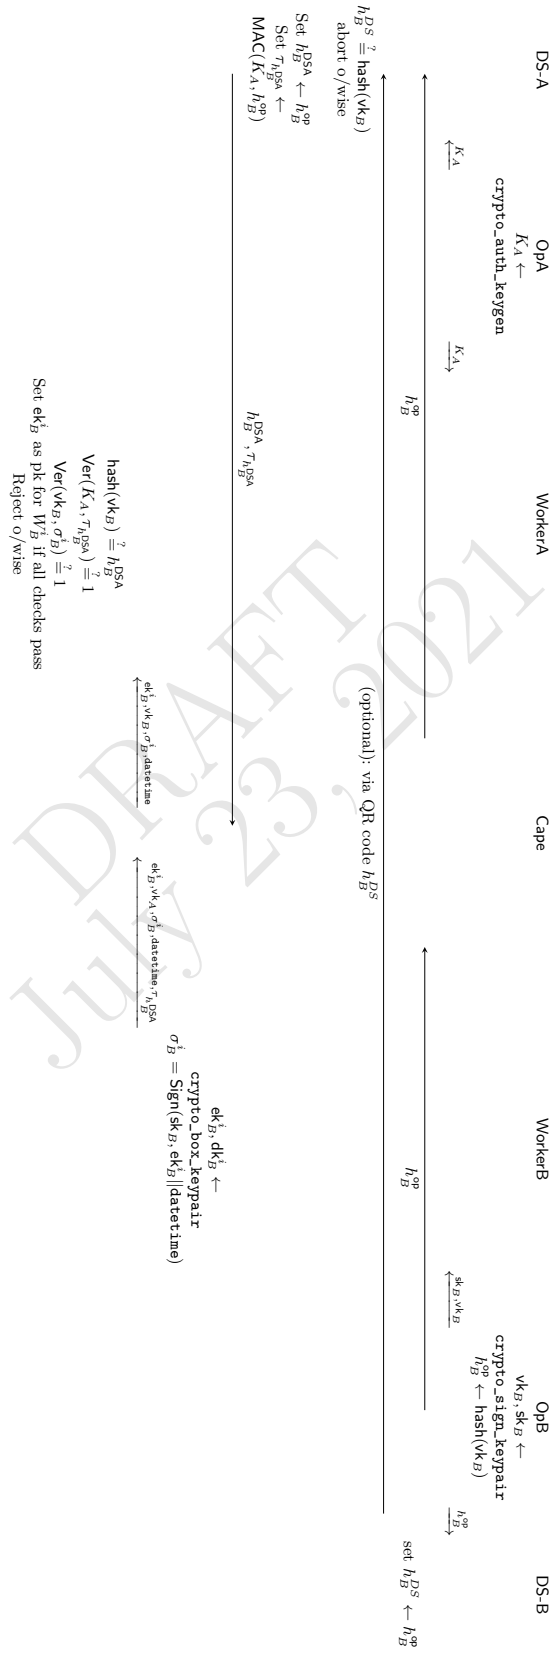 DS-A
OpA
WorkerA
Cape
WorkerB
OpB
DS-B
K_A ←
crypto_auth_keygen
vk_B, sk_B ←
crypto_sign_keypair
h_B^op ← hash(vk_B)
K_A
K_A
sk_B,vk_B
h_B^op
h_B^op
h_B^op
set h_B^DS ← h_B^op
(optional): via QR code h_B^DS
h_B^DS ?= hash(vk_B)
abort o/wise
Set h_B^DSA ← h_B^op
Set τ_{h_B^DSA} ←
MAC(K_A, h_B^op)
h_B^DSA, τ_{h_B^DSA}
ek_B^i, dk_B^i ←
crypto_box_keypair
σ_B^i = Sign(sk_B, ek_B^i||datetime)
ek_B^i,vk_A,σ_B^i,datetime,τ_{h_B^DSA}
ek_B^i,vk_B,σ_B^i,datetime
hash(vk_B) ?= h_B^DSA
Ver(K_A, τ_{h_B^DSA}) ?= 1
Ver(vk_B, σ_B^i) ?= 1
Set ek_B^i as pk for W_B^i if all checks pass
Reject o/wise
DRAFT
July 23, 2021